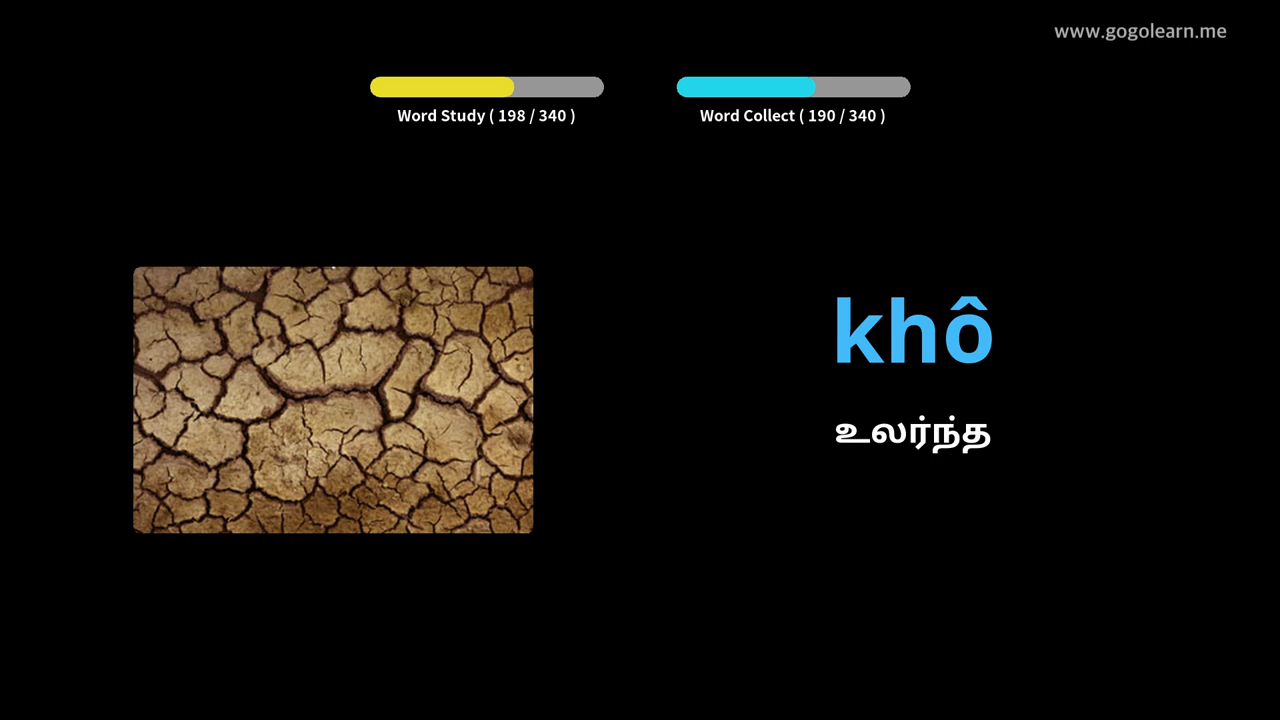 www.gogolearn.me
Word Study ( 198 / 340 )
Word Collect ( 190 / 340 )
khô
உலர்ந்த